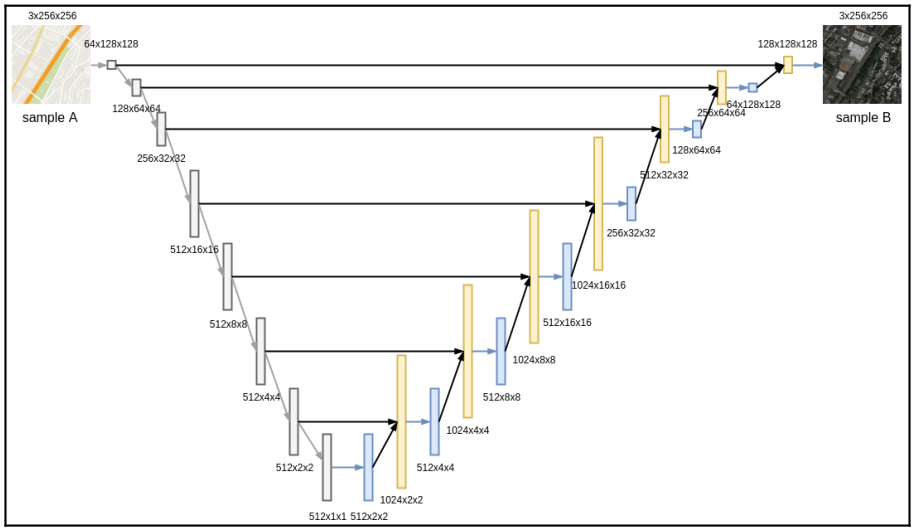 3x256x256
3x256x256
64x128x128
128x128x128
128x64x64
64x128x128
256x64x64
sample A
sample B
128x64x64
256x32x32
512x32x32
256x32x32
512x16x16
1024x16x16
512x8x8
512x16x16
1024x8x8
512x4x4
512x8x8
1024x4x4
512x2x2
512x4x4
1024x2x2
512x1x1
512x2x2